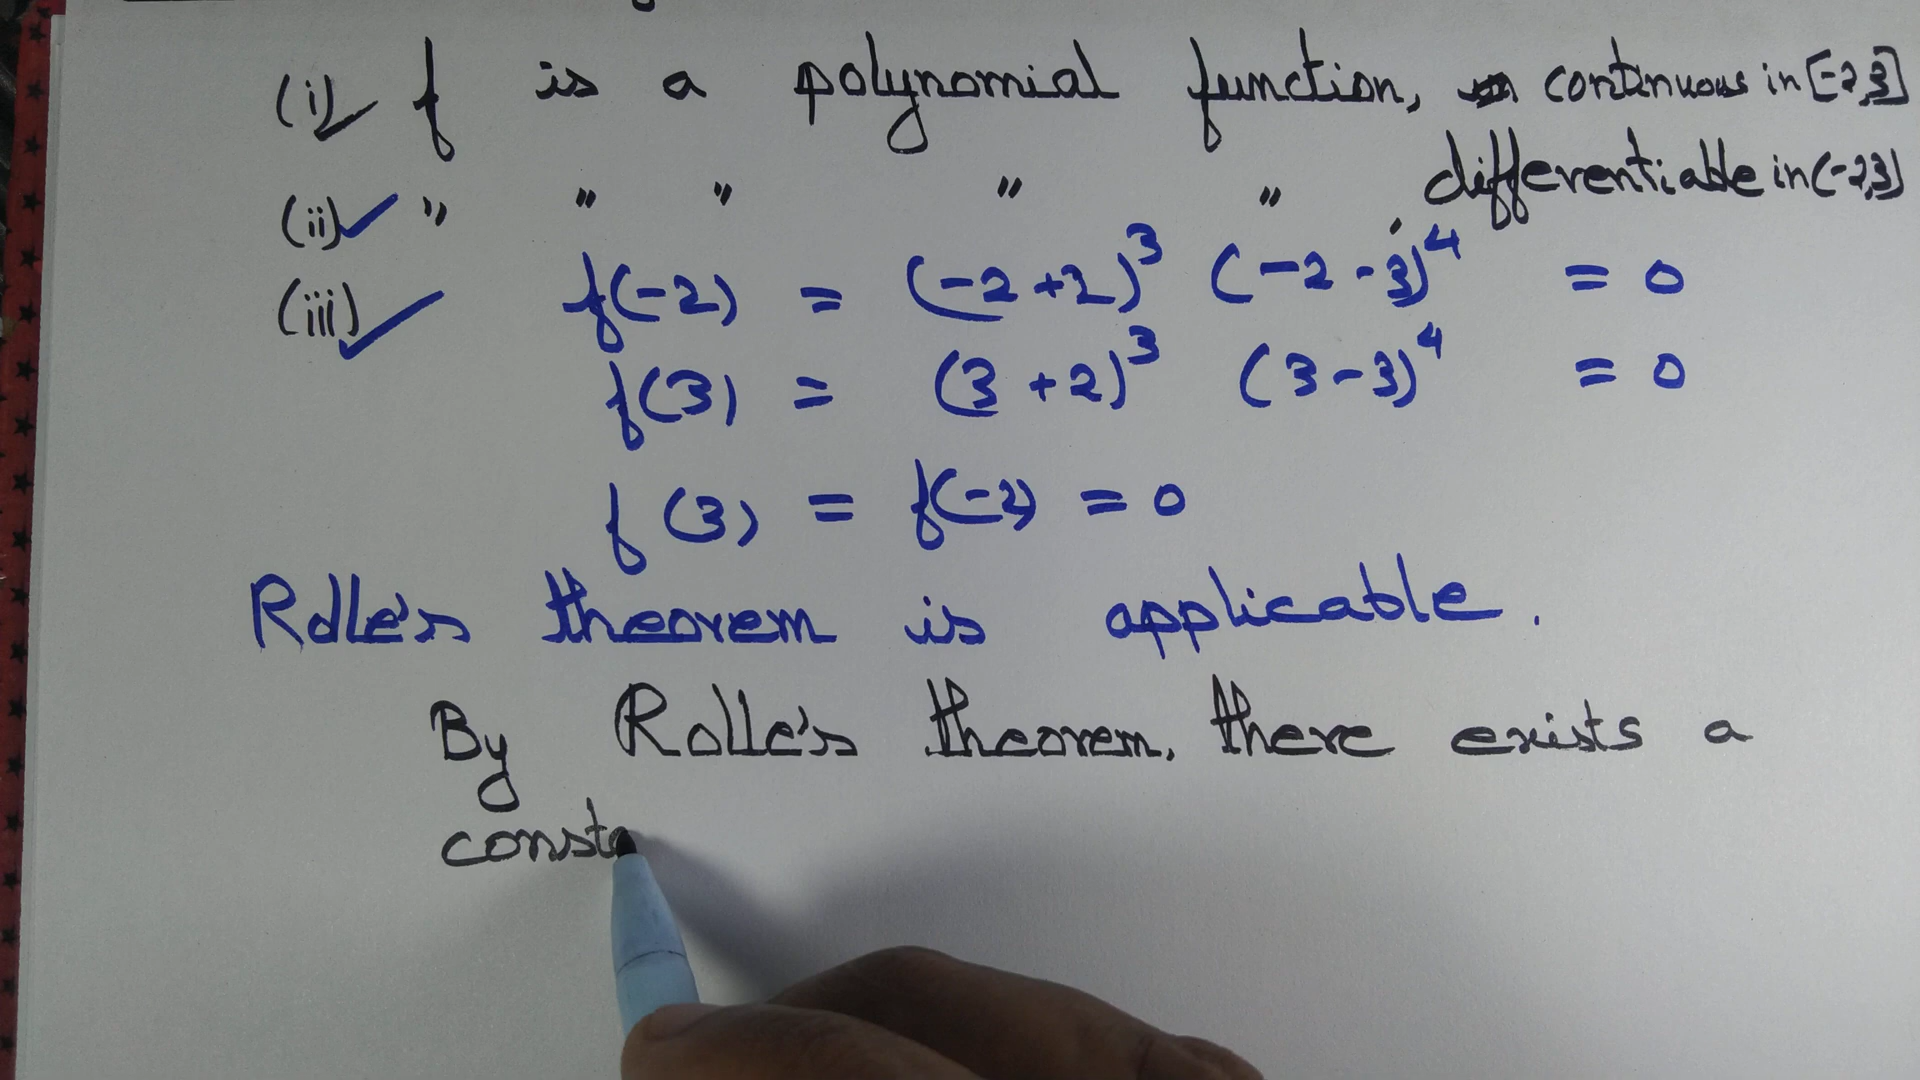 (i) f is a polynomial function, continuous in [-2,3]
differentiable in (-2,3)
(ii) " " " " "
(iii) f(-2) = (-2+2)³ (-2-3)⁴ = 0
f(3) = (3+2)³ (3-3)⁴ = 0
f(3) = f(-2) = 0
Rolle's theorem is applicable.
By Rolle's theorem, there exists a
consta